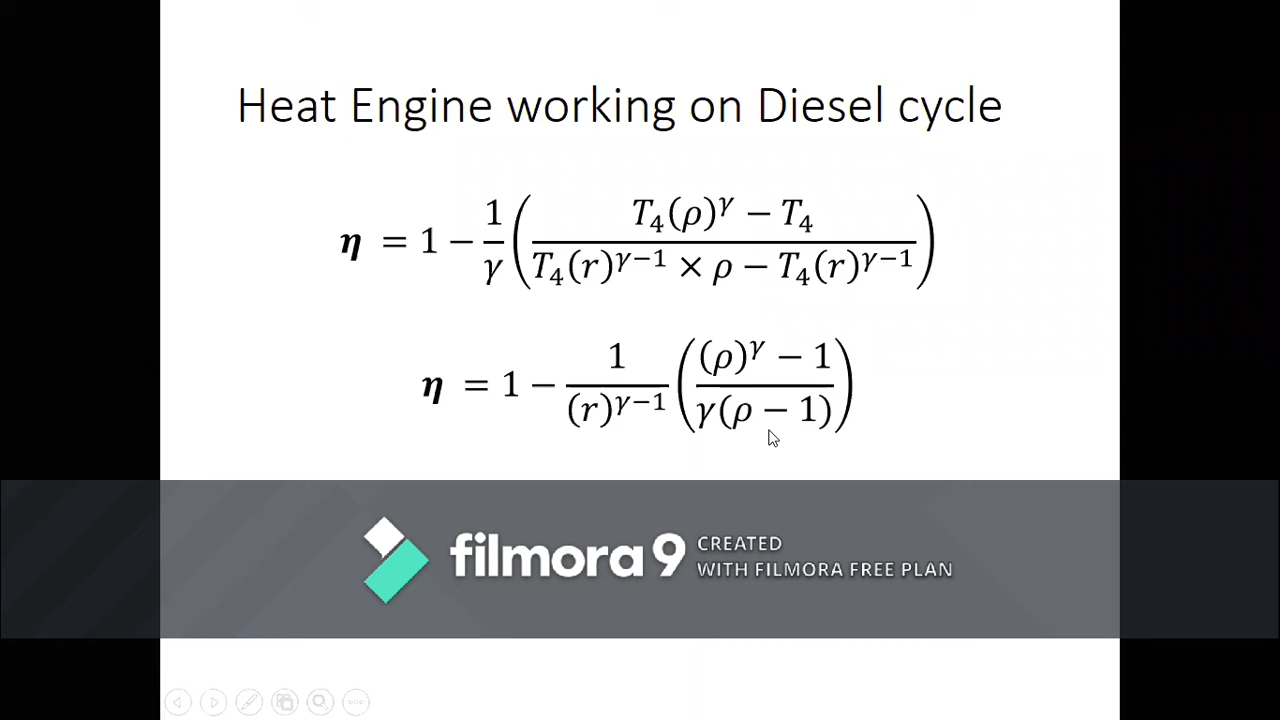 Heat Engine working on Diesel cycle
𝜼 = 1 − 1/γ ( (T₄(ρ)^γ − T₄) / (T₄(r)^(γ−1) × ρ − T₄(r)^(γ−1)) )
𝜼 = 1 − 1/(r)^(γ−1) ( ((ρ)^γ − 1) / (γ(ρ − 1)) )
filmora 9 CREATED
WITH FILMORA FREE PLAN